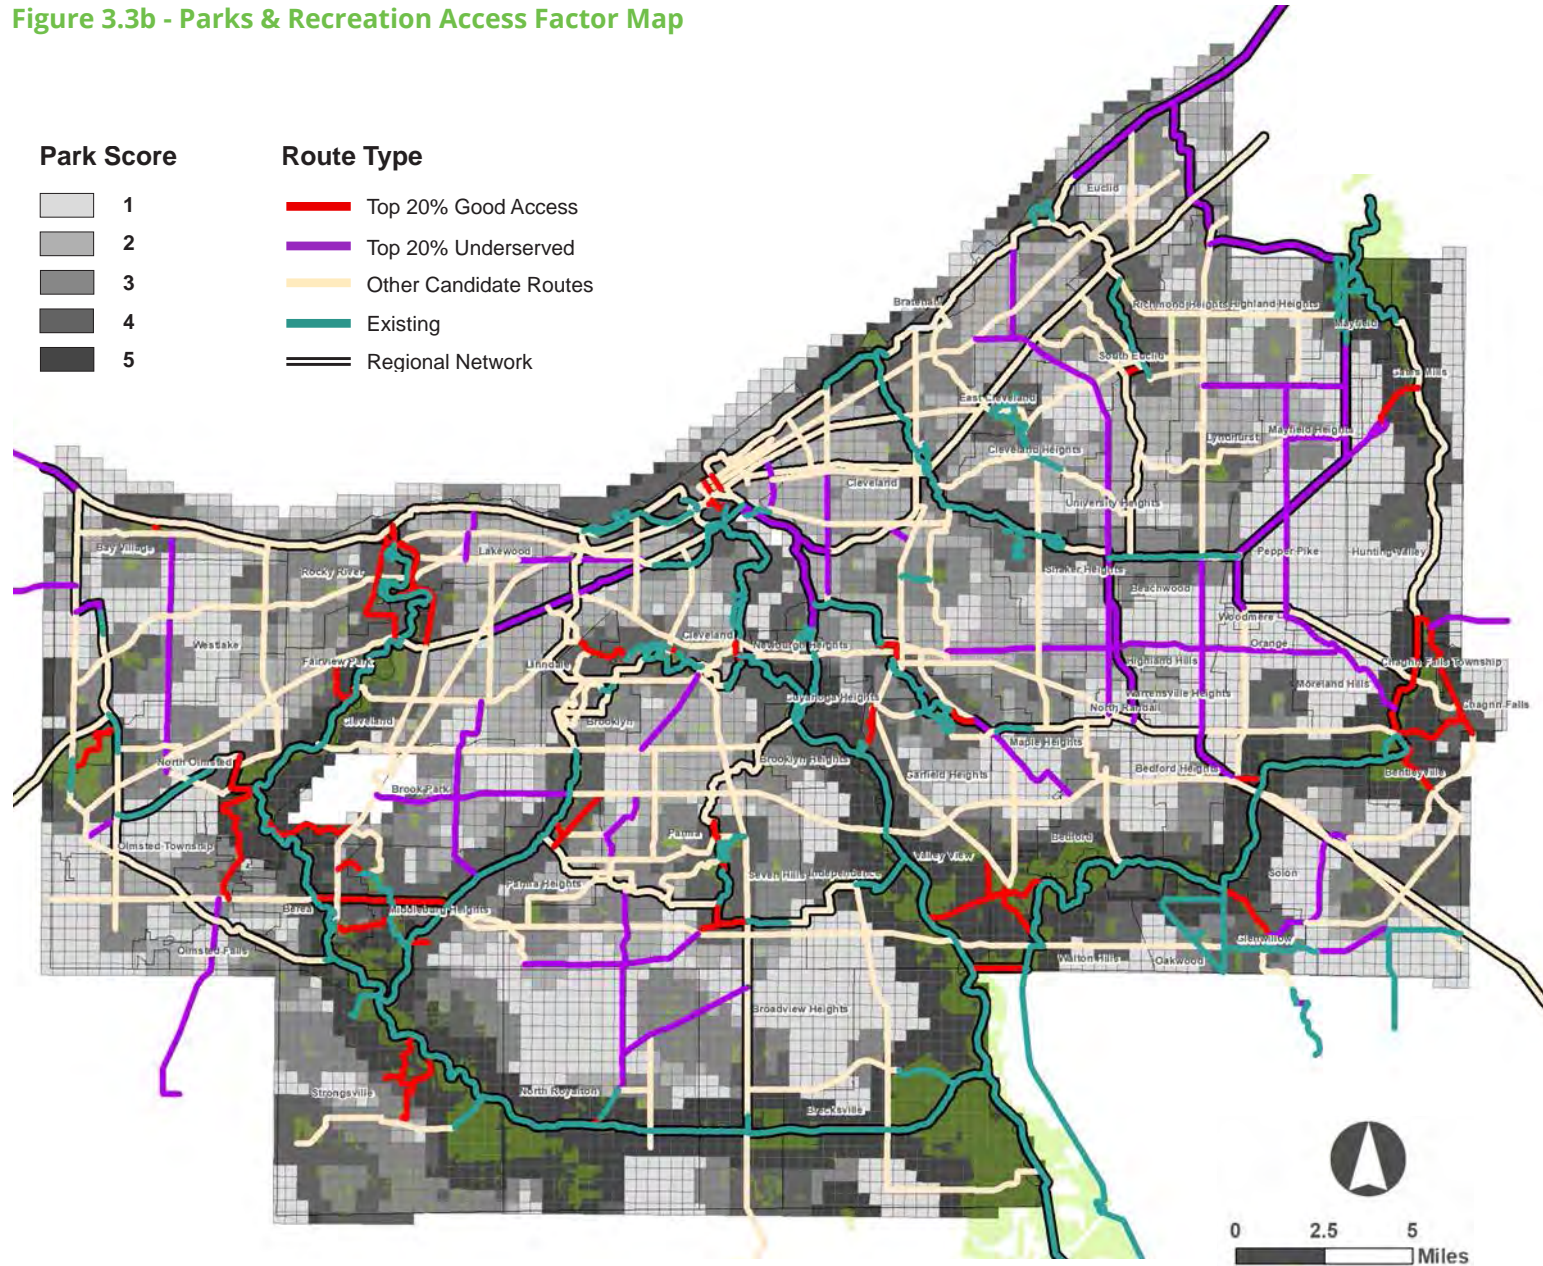 Figure 3.3b - Parks & Recreation Access Factor Map
Park Score
1
2
3
4
5
Route Type
Top 20% Good Access
Top 20% Underserved
Other Candidate Routes
Existing
Regional Network
Euclid
Bratenahl
Richmond Heights
Highland Heights
Mayfield
South Euclid
Gates Mills
East Cleveland
Lyndhurst
Mayfield Heights
Cleveland Heights
Cleveland
University Heights
Bay Village
Lakewood
Rocky River
Shaker Heights
Pepper Pike
Hunting Valley
Beachwood
Woodmere
Westlake
Cleveland
Newburgh Heights
Orange
Fairview Park
Linndale
Highland Hills
Chagrin Falls Township
Cuyahoga Heights
Warrensville Heights
Moreland Hills
North Randall
Chagrin Falls
Cleveland
Brooklyn
Maple Heights
North Olmsted
Brooklyn Heights
Garfield Heights
Bedford Heights
Bentleyville
Brook Park
Parma
Bedford
Olmsted Township
Valley View
Solon
Parma Heights
Seven Hills
Independence
Berea
Middleburg Heights
Olmsted Falls
Glenwillow
Walton Hills
Oakwood
Broadview Heights
Strongsville
North Royalton
Brecksville
0 2.5 5
Miles